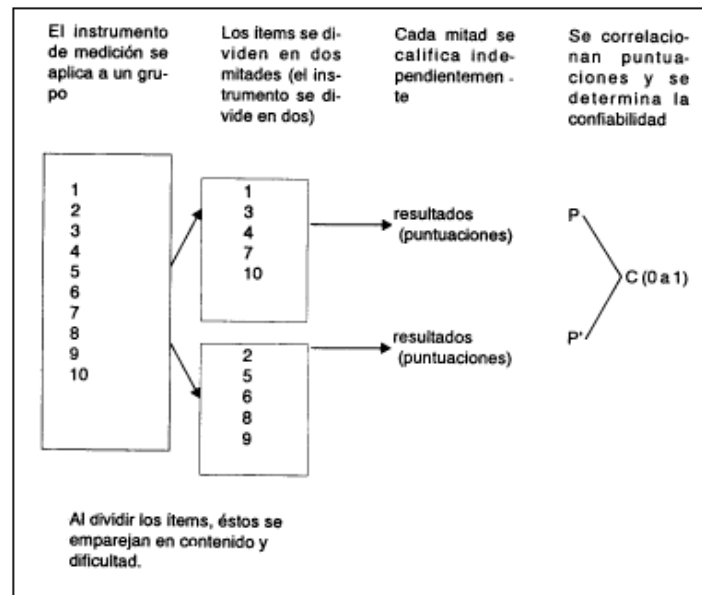 El instrumento
de medición se
aplica a un gru-
po
Los ítems se di-
viden en dos
mitades (el ins-
trumento se di-
vide en dos)
Cada mitad se
califica inde-
pendientemen -
te
Se correlacio-
nan puntua-
ciones y se
determina la
confiabilidad
1
2
3
4
5
6
7
8
9
10
1
3
4
7
10
resultados
(puntuaciones)
P
C (0 a 1)
2
5
6
8
9
resultados
(puntuaciones)
P'
Al dividir los ítems, éstos se
emparejan en contenido y
dificultad.